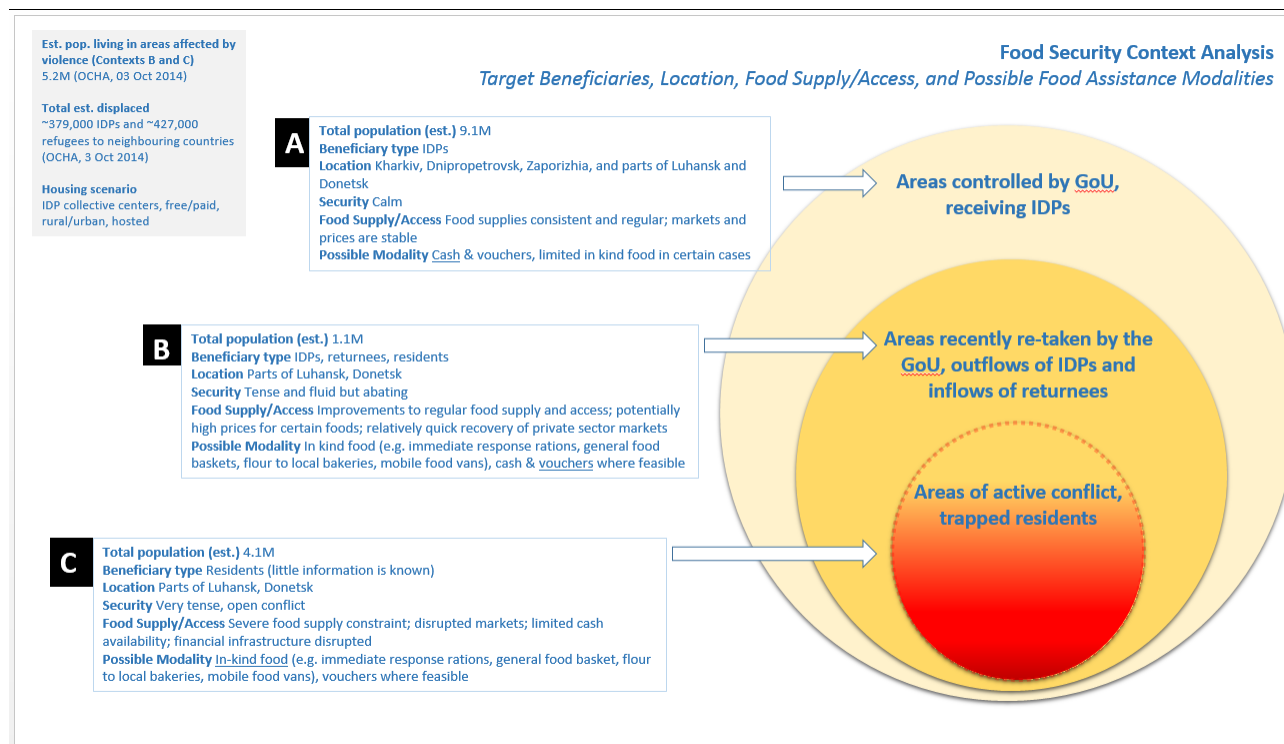 Est. pop. living in areas affected by
violence (Contexts B and C)
5.2M (OCHA, 03 Oct 2014)
Total est. displaced
~379,000 IDPs and ~427,000
refugees to neighbouring countries
(OCHA, 3 Oct 2014)
Housing scenario
IDP collective centers, free/paid,
rural/urban, hosted
Food Security Context Analysis
Target Beneficiaries, Location, Food Supply/Access, and Possible Food Assistance Modalities
A
Total population (est.) 9.1M
Beneficiary type IDPs
Location Kharkiv, Dnipropetrovsk, Zaporizhia, and parts of Luhansk and
Donetsk
Security Calm
Food Supply/Access Food supplies consistent and regular; markets and
prices are stable
Possible Modality Cash & vouchers, limited in kind food in certain cases
Areas controlled by GoU,
receiving IDPs
B
Total population (est.) 1.1M
Beneficiary type IDPs, returnees, residents
Location Parts of Luhansk, Donetsk
Security Tense and fluid but abating
Food Supply/Access Improvements to regular food supply and access; potentially
high prices for certain foods; relatively quick recovery of private sector markets
Possible Modality In kind food (e.g. immediate response rations, general food
baskets, flour to local bakeries, mobile food vans), cash & vouchers where feasible
Areas recently re-taken by the
GoU, outflows of IDPs and
inflows of returnees
C
Total population (est.) 4.1M
Beneficiary type Residents (little information is known)
Location Parts of Luhansk, Donetsk
Security Very tense, open conflict
Food Supply/Access Severe food supply constraint; disrupted markets; limited cash
availability; financial infrastructure disrupted
Possible Modality In-kind food (e.g. immediate response rations, general food basket, flour
to local bakeries, mobile food vans), vouchers where feasible
Areas of active conflict,
trapped residents